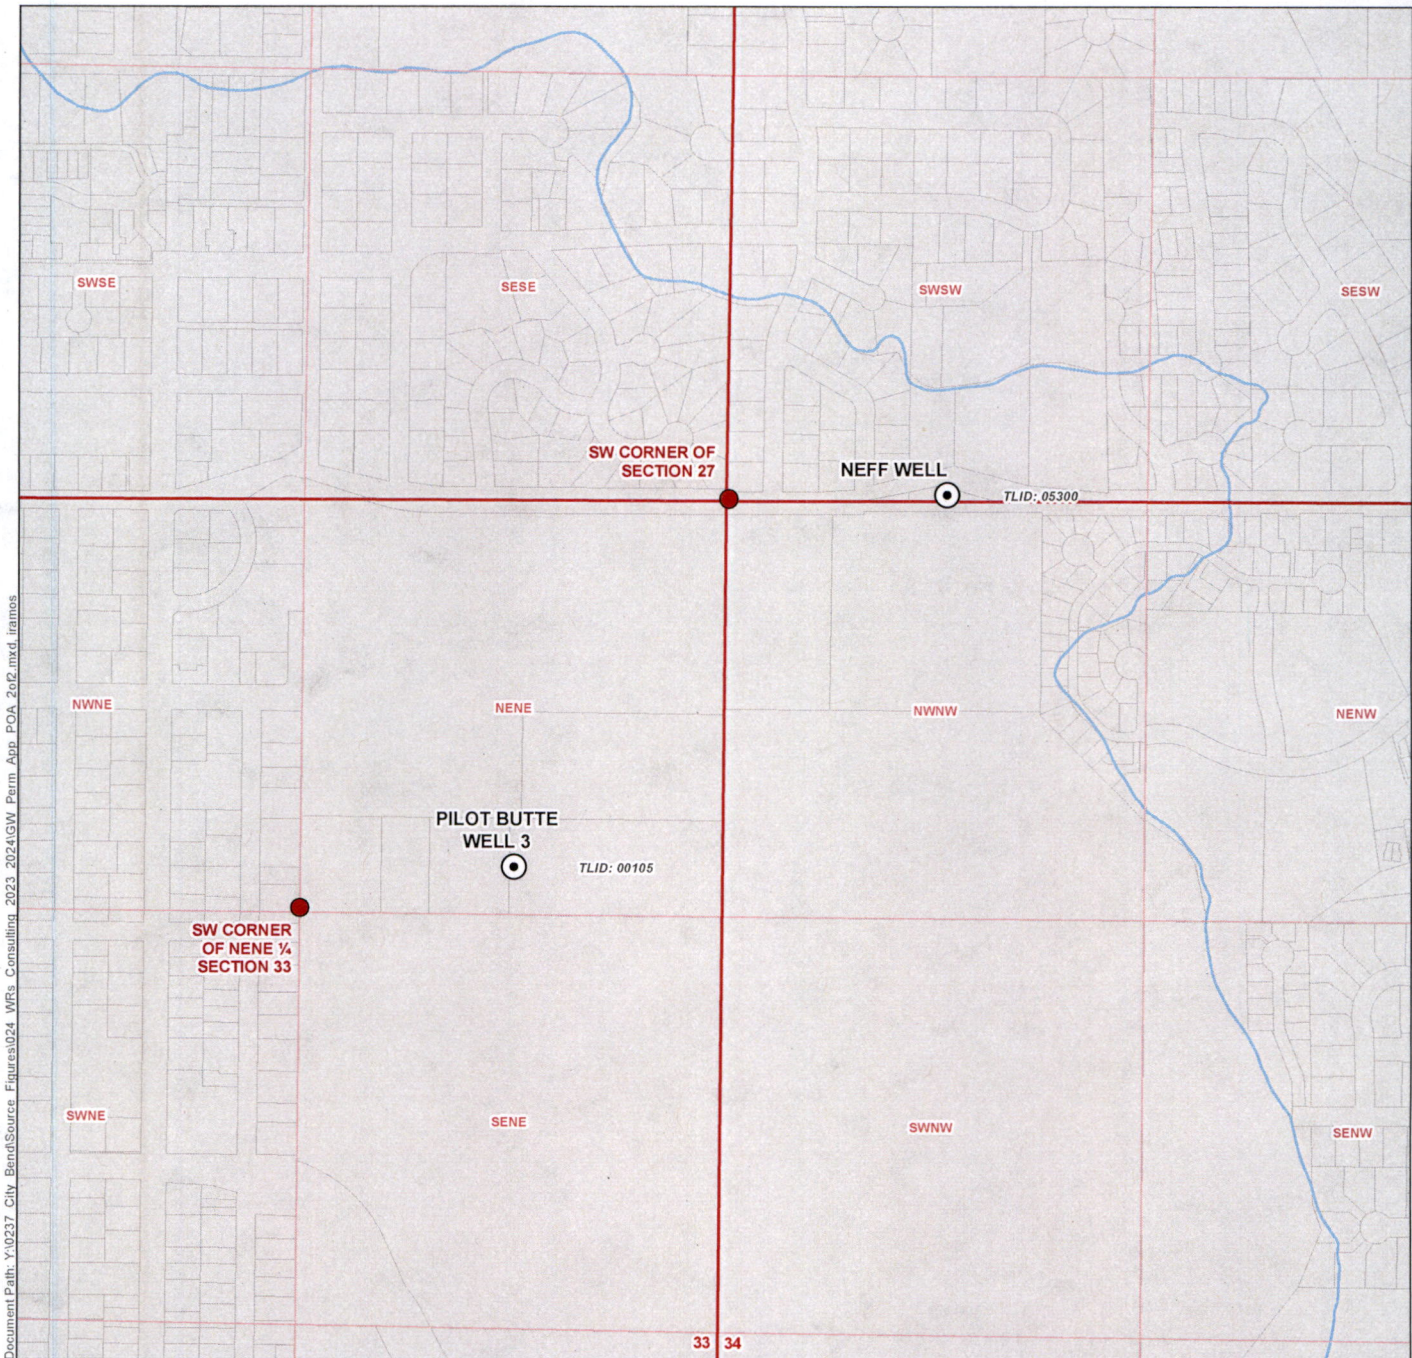 SWSE
SESE
SWSW
SESW
SW CORNER OF
SECTION 27
NEFF WELL
TLID: 05300
NWNE
NENE
NWNW
NENW
PILOT BUTTE
WELL 3
TLID: 00105
SW CORNER
OF NENE ¼
SECTION 33
SWNE
SENE
SWNW
SENW
33 34
Document Path: Y:\0237_City_Bend\Source_Figures\024_WRs_Consulting_2023_2024\GW_Perm_App_POA_2of2.mxd, iramos